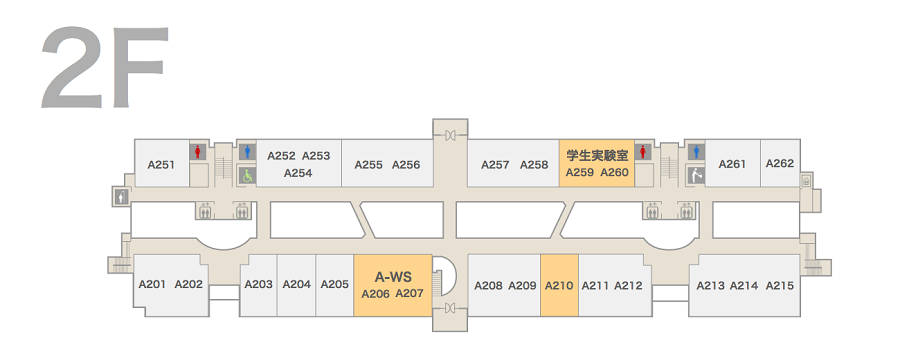 2F
A251
A252 A253
A254
A255 A256
A257 A258
学生実験室
A259 A260
A261
A262
A201 A202
A203
A204
A205
A-WS
A206 A207
A208 A209
A210
A211 A212
A213 A214 A215